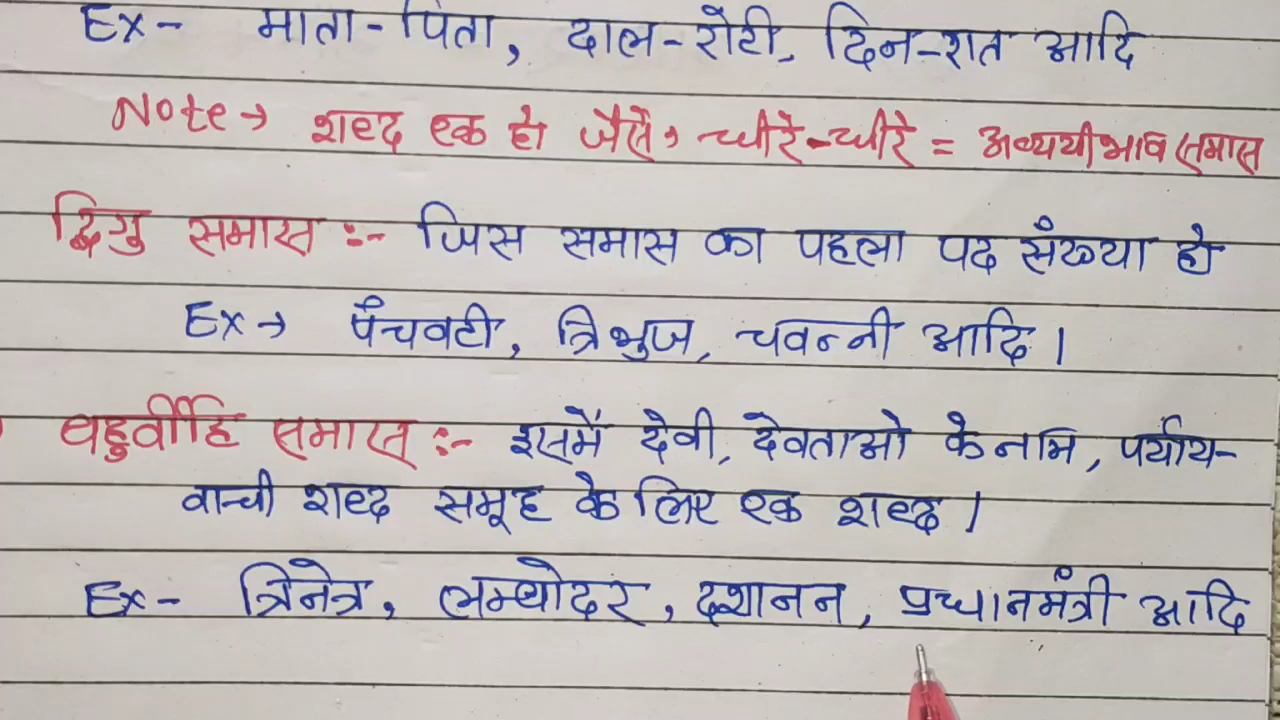 Ex- माता-पिता, दाल-रोटी, दिन-रात आदि
Note→ शब्द एक हो जैसे, धीरे-धीरे = अव्ययीभाव समास
द्विगु समास :- जिस समास का पहला पद संख्या हो
Ex→ पंचवटी, त्रिभुज, चवन्नी आदि।
बहुर्वीहि समास :- इसमें देवी, देवताओ के नाम, पर्याय-
वाची शब्द समूह के लिए एक शब्द।
Ex- त्रिनेत्र, लम्बोदर, दशानन, प्रधानमंत्री आदि